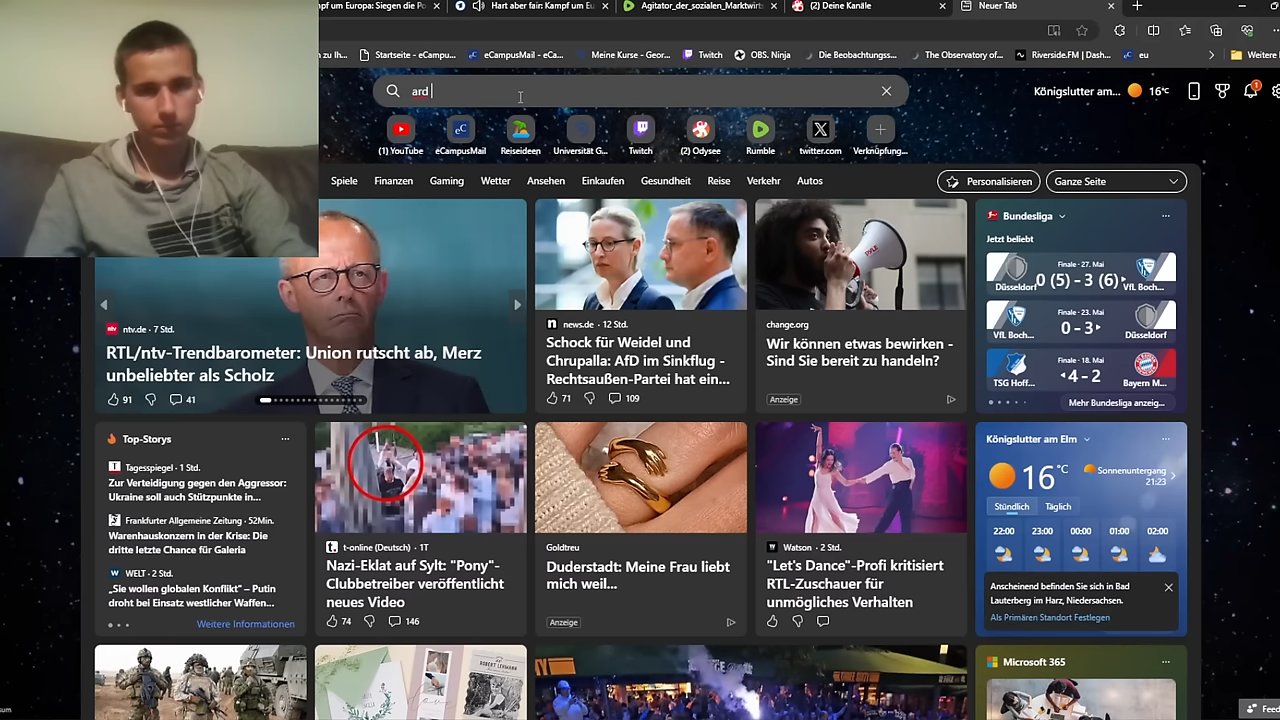 pf um Europa: Siegen die Po
Hart aber fair: Kampf um E
Agitator_der_sozialen_Marktwirts
(2) Deine Kanäle
Neuer Tab
zu Ih...
Startseite - eCampu...
eCampusMail - eCa...
Meine Kurse - Geor...
Twitch
OBS. Ninja
Die Beobachtungss...
The Observatory of...
Riverside.FM | Dash...
eu
Weitere
ard
Königslutter am...
16°C
1
(1) YouTube
eCampusMail
Reiseideen
Universität G...
Twitch
(2) Odysee
Rumble
twitter.com
Verknüpfung...
Spiele
Finanzen
Gaming
Wetter
Ansehen
Einkaufen
Gesundheit
Reise
Verkehr
Autos
Personalisieren
Ganze Seite
ntv.de · 7 Std.
RTL/ntv-Trendbarometer: Union rutscht ab, Merz
unbeliebter als Scholz
91
41
news.de · 12 Std.
Schock für Weidel und
Chrupalla: AfD im Sinkflug -
Rechtsaußen-Partei hat ein...
71
109
PYLE
change.org
Wir können etwas bewirken -
Sind Sie bereit zu handeln?
Anzeige
Bundesliga
Jetzt beliebt
Finale · 27. Mai
Düsseldorf
0 (5) - 3 (6)
VfL Boch...
Finale · 23. Mai
VfL Boch...
0 - 3
Düsseldorf
Finale · 18. Mai
TSG Hoff...
4 - 2
Bayern M...
Mehr Bundesliga anzeig...
Top-Storys
Tagesspiegel · 1 Std.
Zur Verteidigung gegen den Aggressor:
Ukraine soll auch Stützpunkte in...
Frankfurter Allgemeine Zeitung · 52Min.
Warenhauskonzern in der Krise: Die
dritte letzte Chance für Galeria
WELT · 2 Std.
„Sie wollen globalen Konflikt“ – Putin
droht bei Einsatz westlicher Waffen...
Weitere Informationen
t-online (Deutsch) · 1T
Nazi-Eklat auf Sylt: "Pony"-
Clubbetreiber veröffentlicht
neues Video
74
146
Goldtreu
Duderstadt: Meine Frau liebt
mich weil...
Anzeige
Watson · 2 Std.
"Let's Dance"-Profi kritisiert
RTL-Zuschauer für
unmögliches Verhalten
Königslutter am Elm
16°C
Sonnenuntergang
21:23
Stündlich
Täglich
22:00
23:00
00:00
01:00
02:00
Anscheinend befinden Sie sich in Bad
Lauterberg im Harz, Niedersachsen.
Als Primären Standort Festlegen
ROBERT LEHMANN
Microsoft 365
Feed